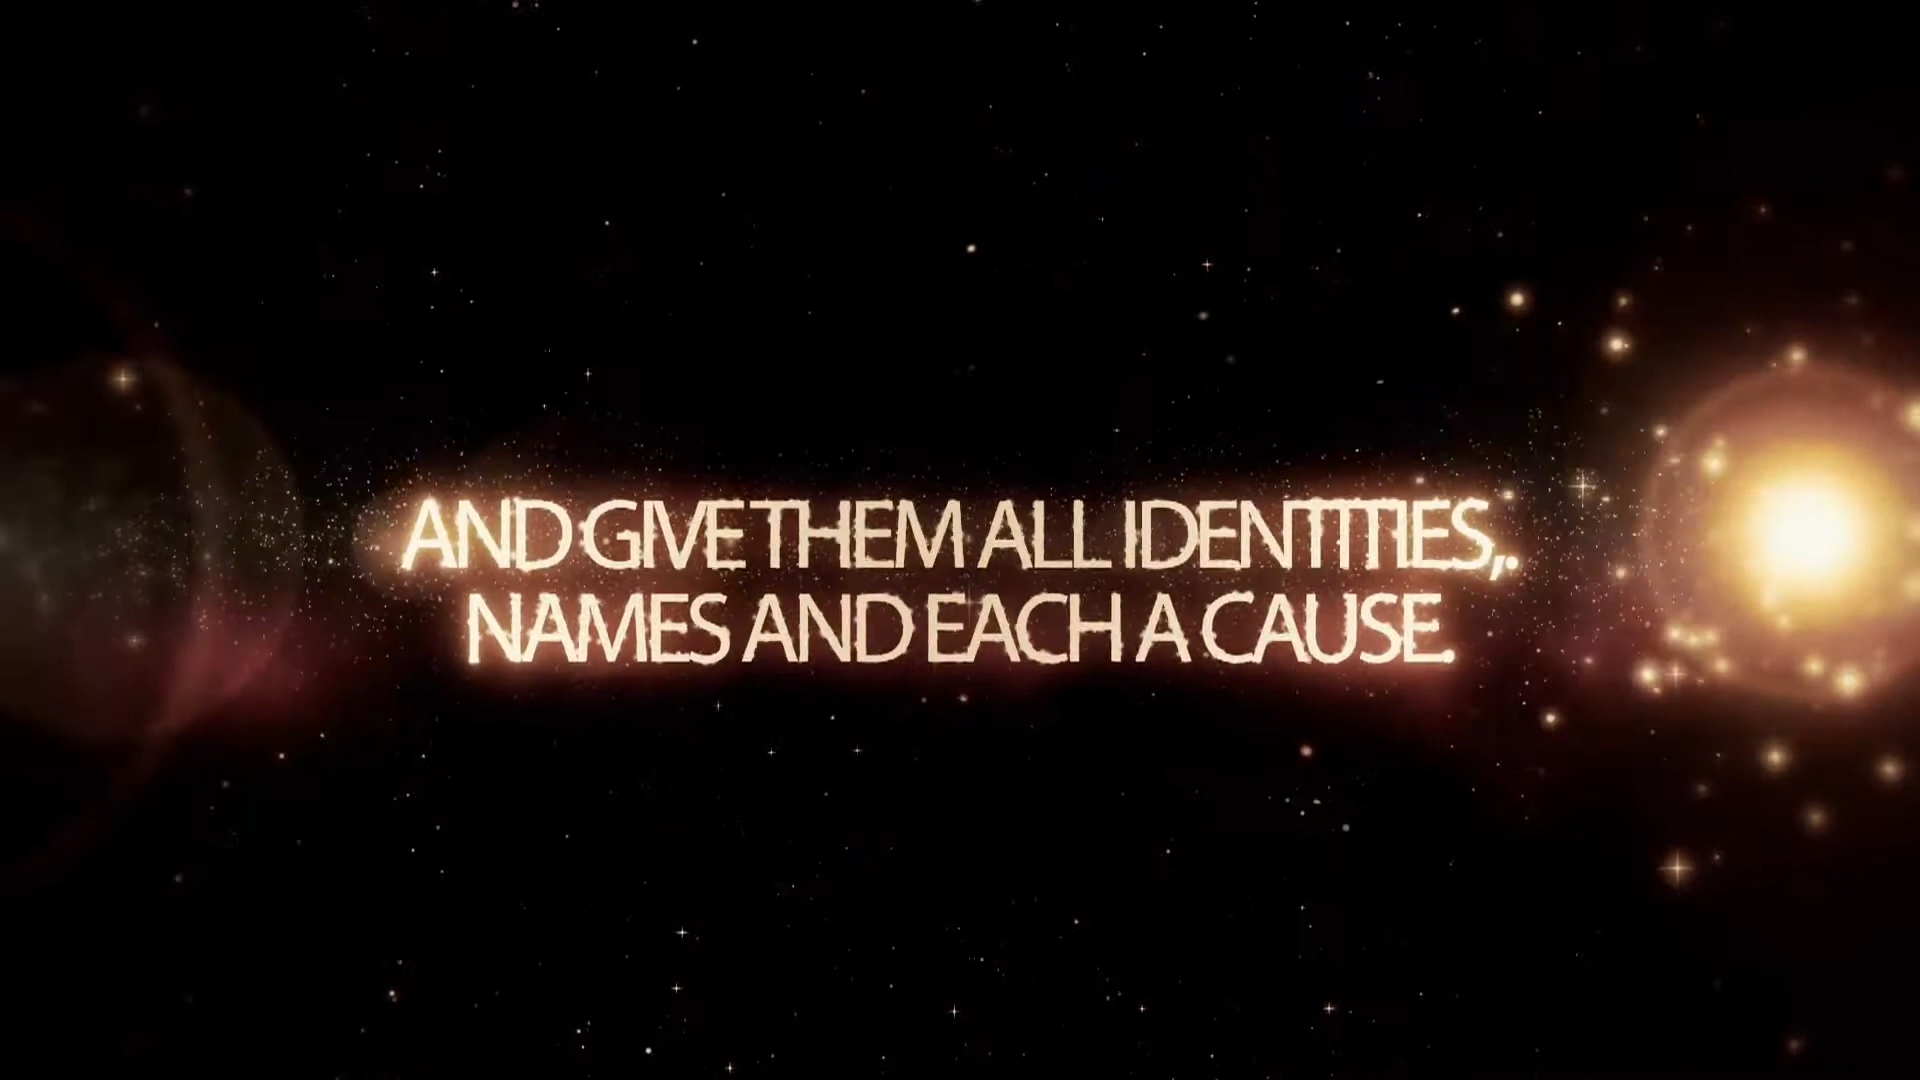 AND GIVE THEM ALL IDENTITIES,.
NAMES AND EACH A CAUSE.